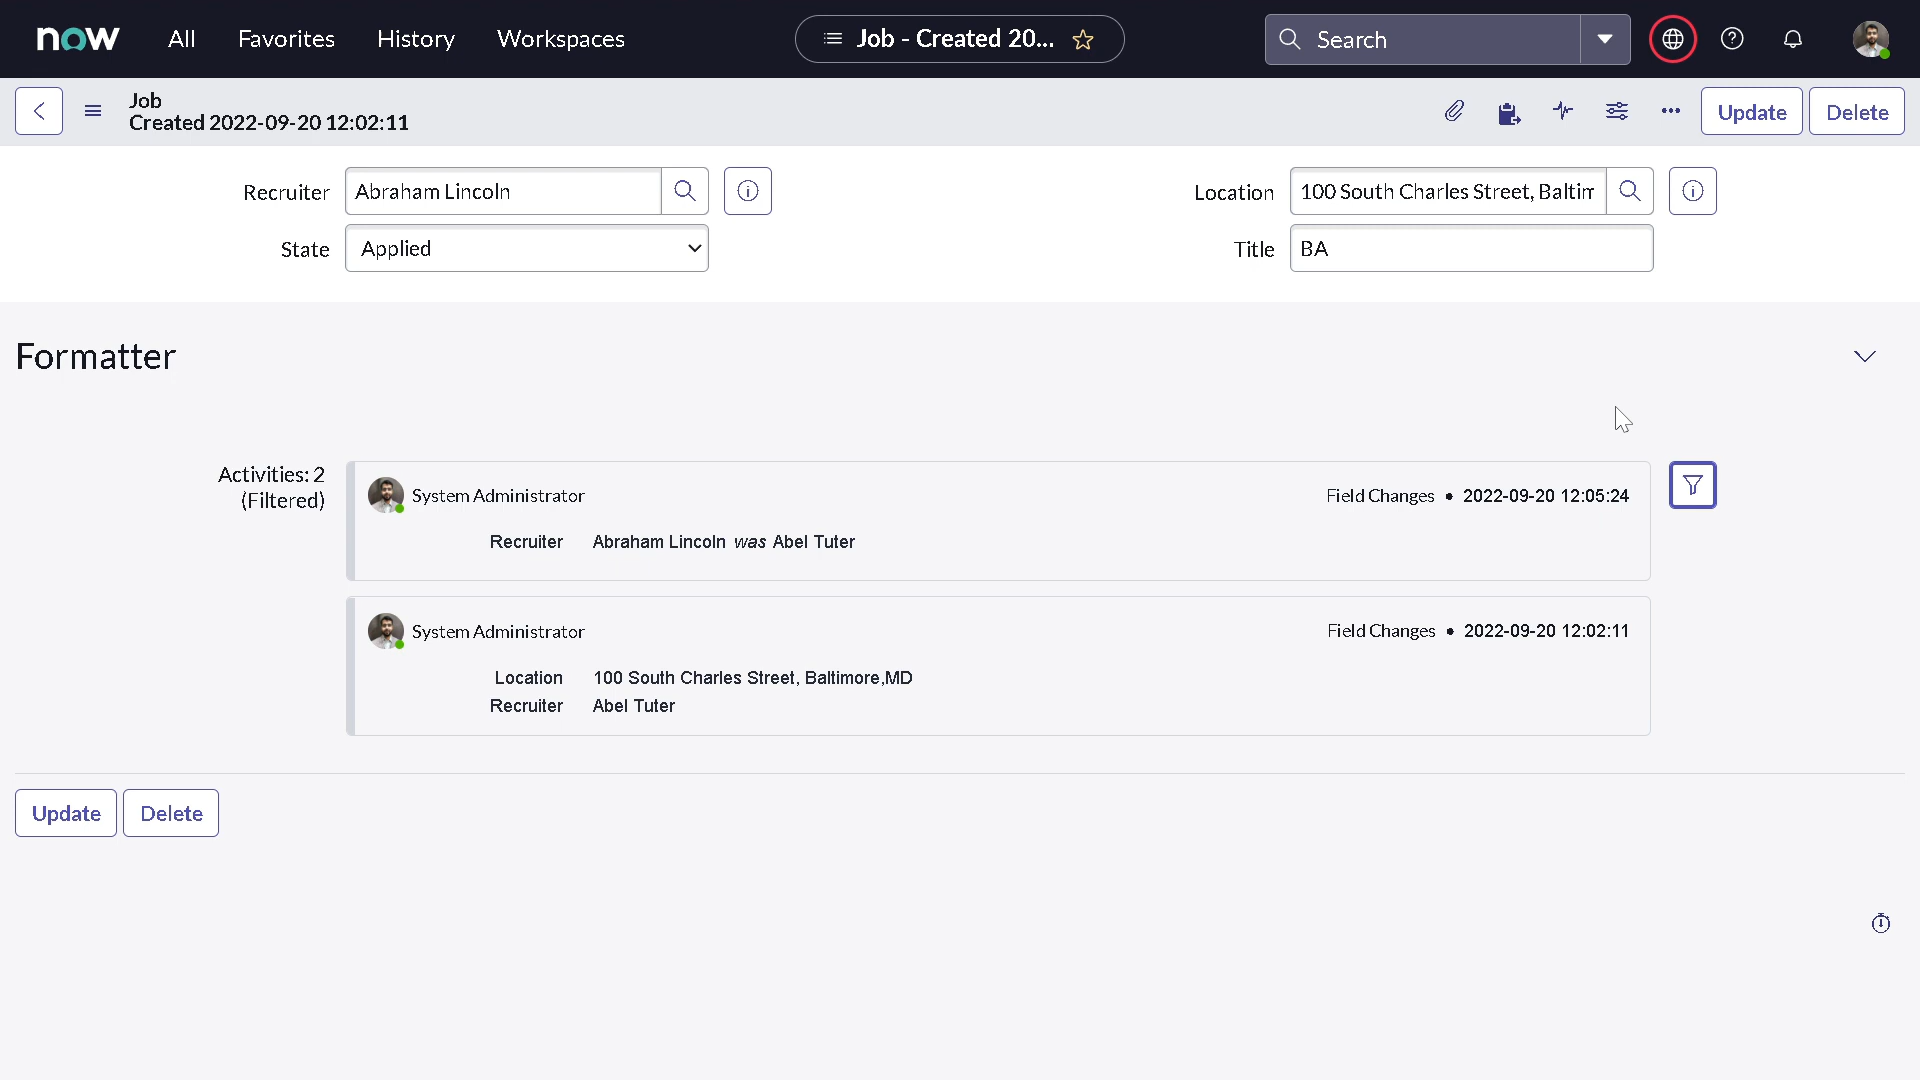 now All Favorites History Workspaces Job - Created 20... Search
Job
Created 2022-09-20 12:02:11
Update Delete
Recruiter Abraham Lincoln Location 100 South Charles Street, Baltim
State Applied Title BA
Formatter
Activities: 2
(Filtered)
System Administrator Field Changes • 2022-09-20 12:05:24
Recruiter Abraham Lincoln was Abel Tuter
System Administrator Field Changes • 2022-09-20 12:02:11
Location 100 South Charles Street, Baltimore,MD
Recruiter Abel Tuter
Update Delete